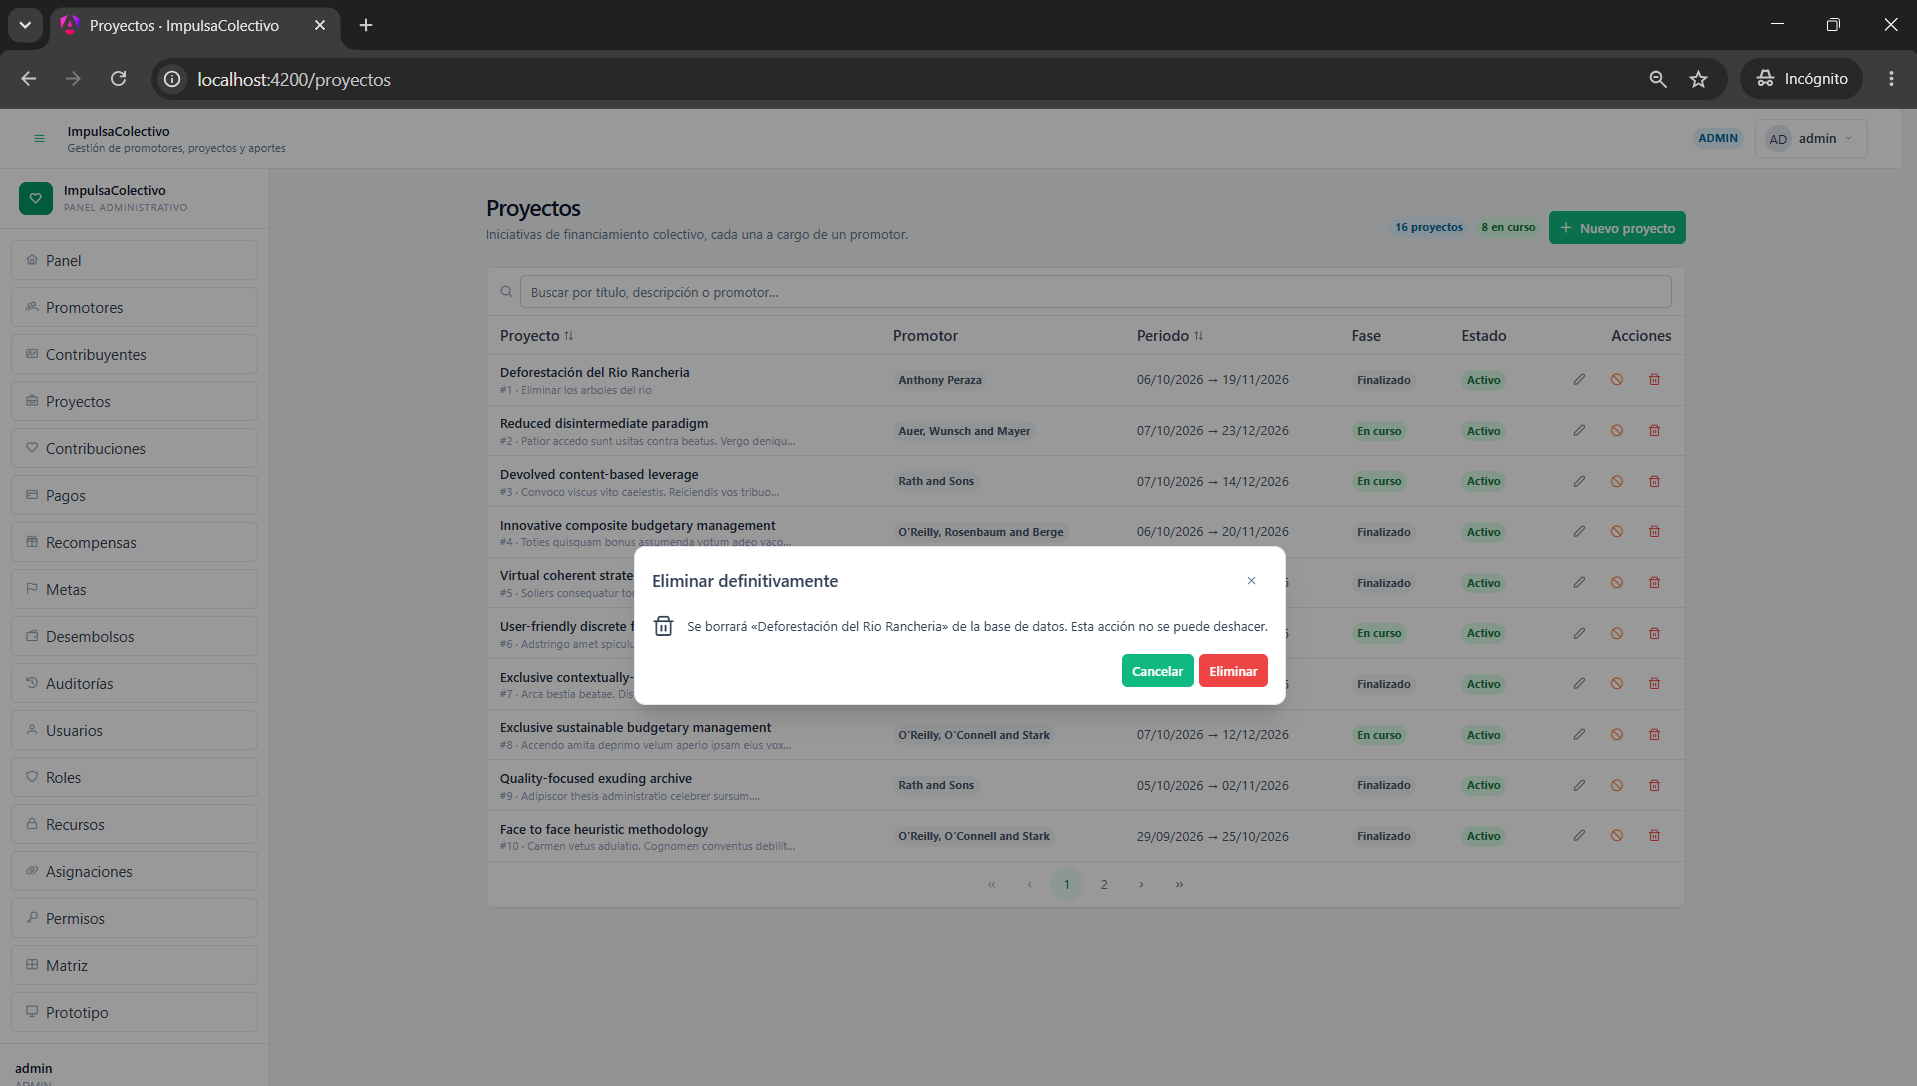 Proyectos · ImpulsaColectivo
localhost:4200/proyectos
Incógnito
ImpulsaColectivo
Gestión de promotores, proyectos y aportes
ADMIN
AD
admin
ImpulsaColectivo
PANEL ADMINISTRATIVO
Panel
Promotores
Contribuyentes
Proyectos
Contribuciones
Pagos
Recompensas
Metas
Desembolsos
Auditorías
Usuarios
Roles
Recursos
Asignaciones
Permisos
Matriz
Prototipo
admin
ADMIN
Proyectos
Iniciativas de financiamiento colectivo, cada una a cargo de un promotor.
16 proyectos
8 en curso
+ Nuevo proyecto
Buscar por título, descripción o promotor...
Proyecto Promotor Periodo Fase Estado Acciones
Deforestación del Rio Rancheria
#1 · Eliminar los arboles del rio
Anthony Peraza 06/10/2026 → 19/11/2026 Finalizado Activo
Reduced disintermediate paradigm
#2 · Patior accedo sunt usitas contra beatus. Vergo deniqu...
Auer, Wunsch and Mayer 07/10/2026 → 23/12/2026 En curso Activo
Devolved content-based leverage
#3 · Convoco viscus vito caelestis. Reiciendis vos tribuo...
Rath and Sons 07/10/2026 → 14/12/2026 En curso Activo
Innovative composite budgetary management
#4 · Toties quisquam bonus assumenda votum adeo vaco...
O'Reilly, Rosenbaum and Berge 06/10/2026 → 20/11/2026 Finalizado Activo
Virtual coherent strate
#5 · Sollers consequatur to
Finalizado Activo
User-friendly discrete f
#6 · Adstringo amet spicul
En curso Activo
Exclusive contextually-
#7 · Arca bestia beatae. Dis
Finalizado Activo
Exclusive sustainable budgetary management
#8 · Accendo amita deprimo velum aperio ipsam eius vox...
O'Reilly, O'Connell and Stark 07/10/2026 → 12/12/2026 En curso Activo
Quality-focused exuding archive
#9 · Adipiscor thesis administratio celebrer sursum....
Rath and Sons 05/10/2026 → 02/11/2026 Finalizado Activo
Face to face heuristic methodology
#10 · Carmen vetus adulatio. Cognomen conventus debilit...
O'Reilly, O'Connell and Stark 29/09/2026 → 25/10/2026 Finalizado Activo
« ‹ 1 2 › »
Eliminar definitivamente
Se borrará «Deforestación del Rio Rancheria» de la base de datos. Esta acción no se puede deshacer.
Cancelar
Eliminar